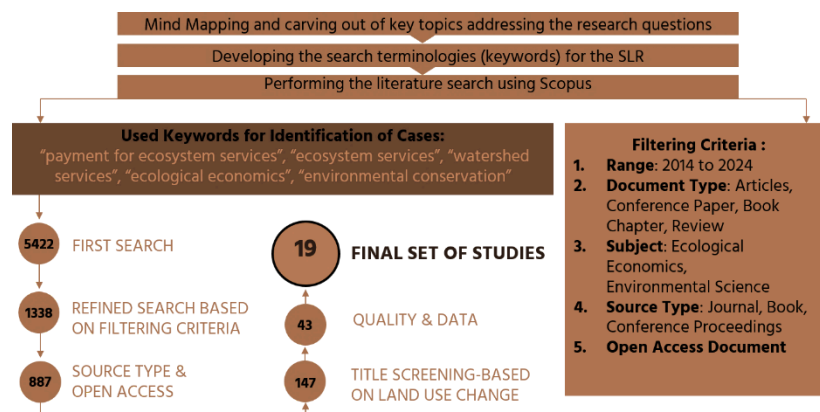 Mind Mapping and carving out of key topics addressing the research questions
Developing the search terminologies (keywords) for the SLR
Performing the literature search using Scopus
Used Keywords for Identification of Cases:
“payment for ecosystem services”, “ecosystem services”, “watershed
services”, “ecological economics”, “environmental conservation”
5422
FIRST SEARCH
1338
REFINED SEARCH BASED
ON FILTERING CRITERIA
887
SOURCE TYPE &
OPEN ACCESS
19
FINAL SET OF STUDIES
43
QUALITY & DATA
147
TITLE SCREENING-BASED
ON LAND USE CHANGE
Filtering Criteria :
1. Range: 2014 to 2024
2. Document Type: Articles,
Conference Paper, Book
Chapter, Review
3. Subject: Ecological
Economics,
Environmental Science
4. Source Type: Journal, Book,
Conference Proceedings
5. Open Access Document